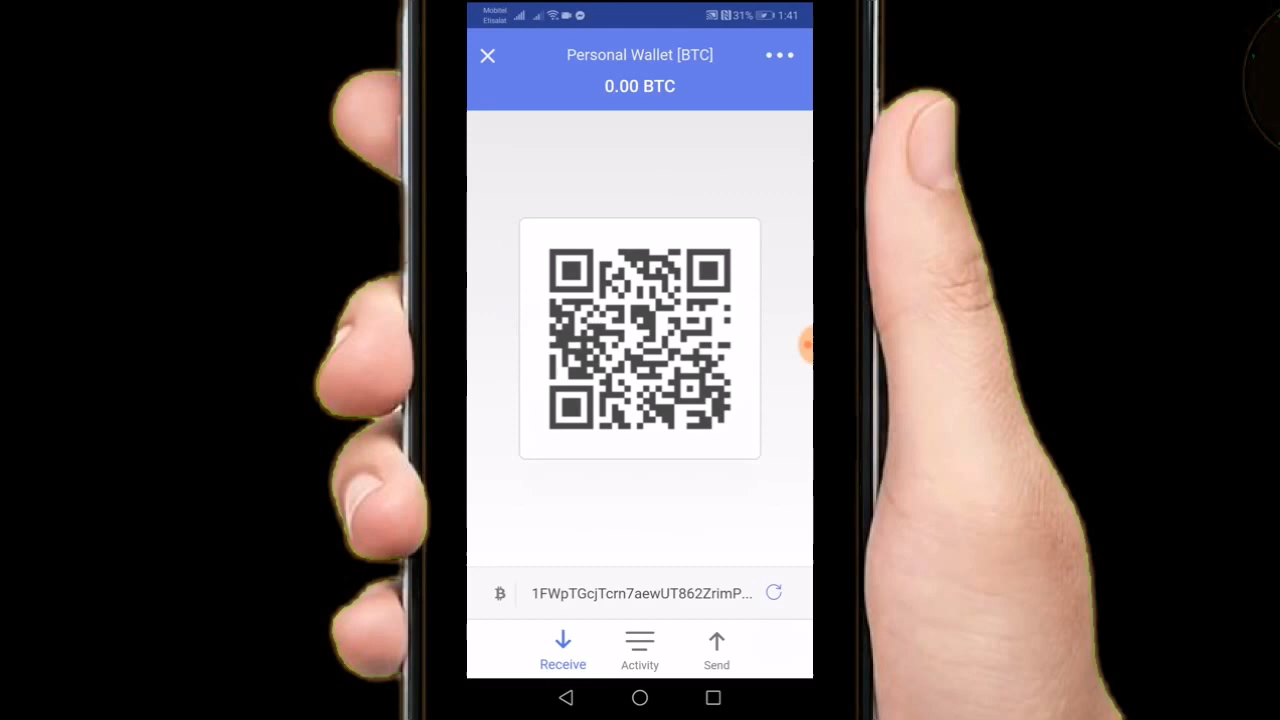 Mobitel
Etisalat
31% 1:41
Personal Wallet [BTC]
0.00 BTC
1FWpTGcjTcrn7aewUT862ZrimP...
Receive Activity Send